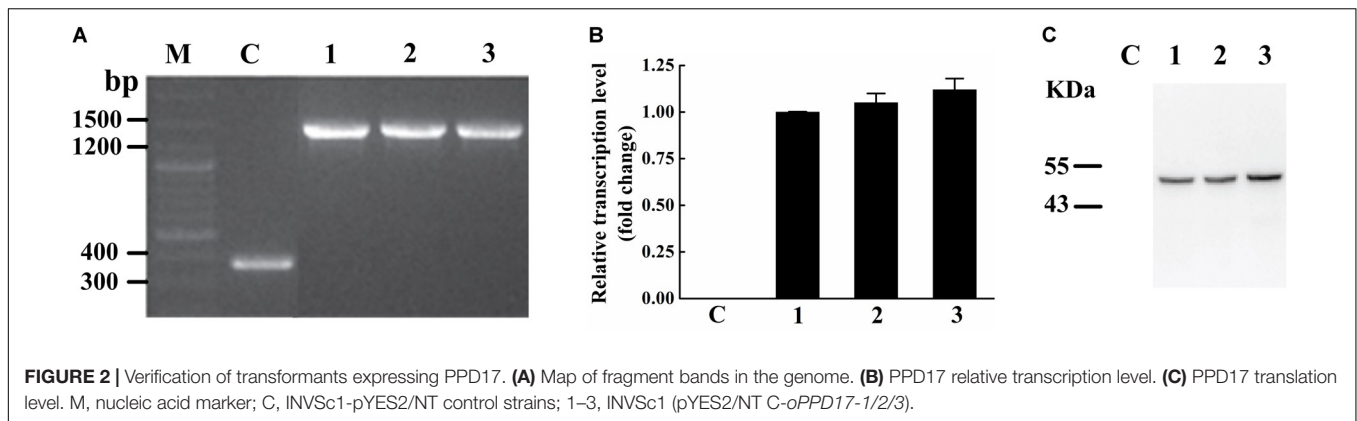 A
M C 1 2 3
bp
1500
1200
400
300
B
Relative transcription level
(fold change)
1.25
1.00
0.75
0.50
0.25
0.00
C 1 2 3
C
C 1 2 3
KDa
55
43
FIGURE 2 | Verification of transformants expressing PPD17. (A) Map of fragment bands in the genome. (B) PPD17 relative transcription level. (C) PPD17 translation
level. M, nucleic acid marker; C, INVSc1-pYES2/NT control strains; 1–3, INVSc1 (pYES2/NT C-oPPD17-1/2/3).